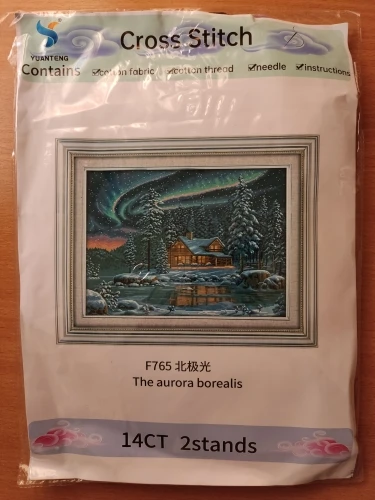 Cross Stitch
YUANTENG
Contains ☑cotton fabric ☑cotton thread ☑needle ☑instructions
F765 北极光
The aurora borealis
14CT 2stands